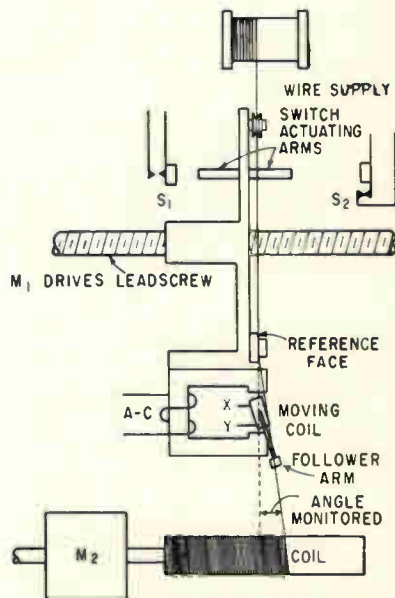 WIRE SUPPLY
SWITCH
ACTUATING
ARMS
S1
S2
M1 DRIVES LEADSCREW
REFERENCE
FACE
A-C
X
Y
MOVING
COIL
FOLLOWER
ARM
ANGLE
MONITORED
M2
COIL